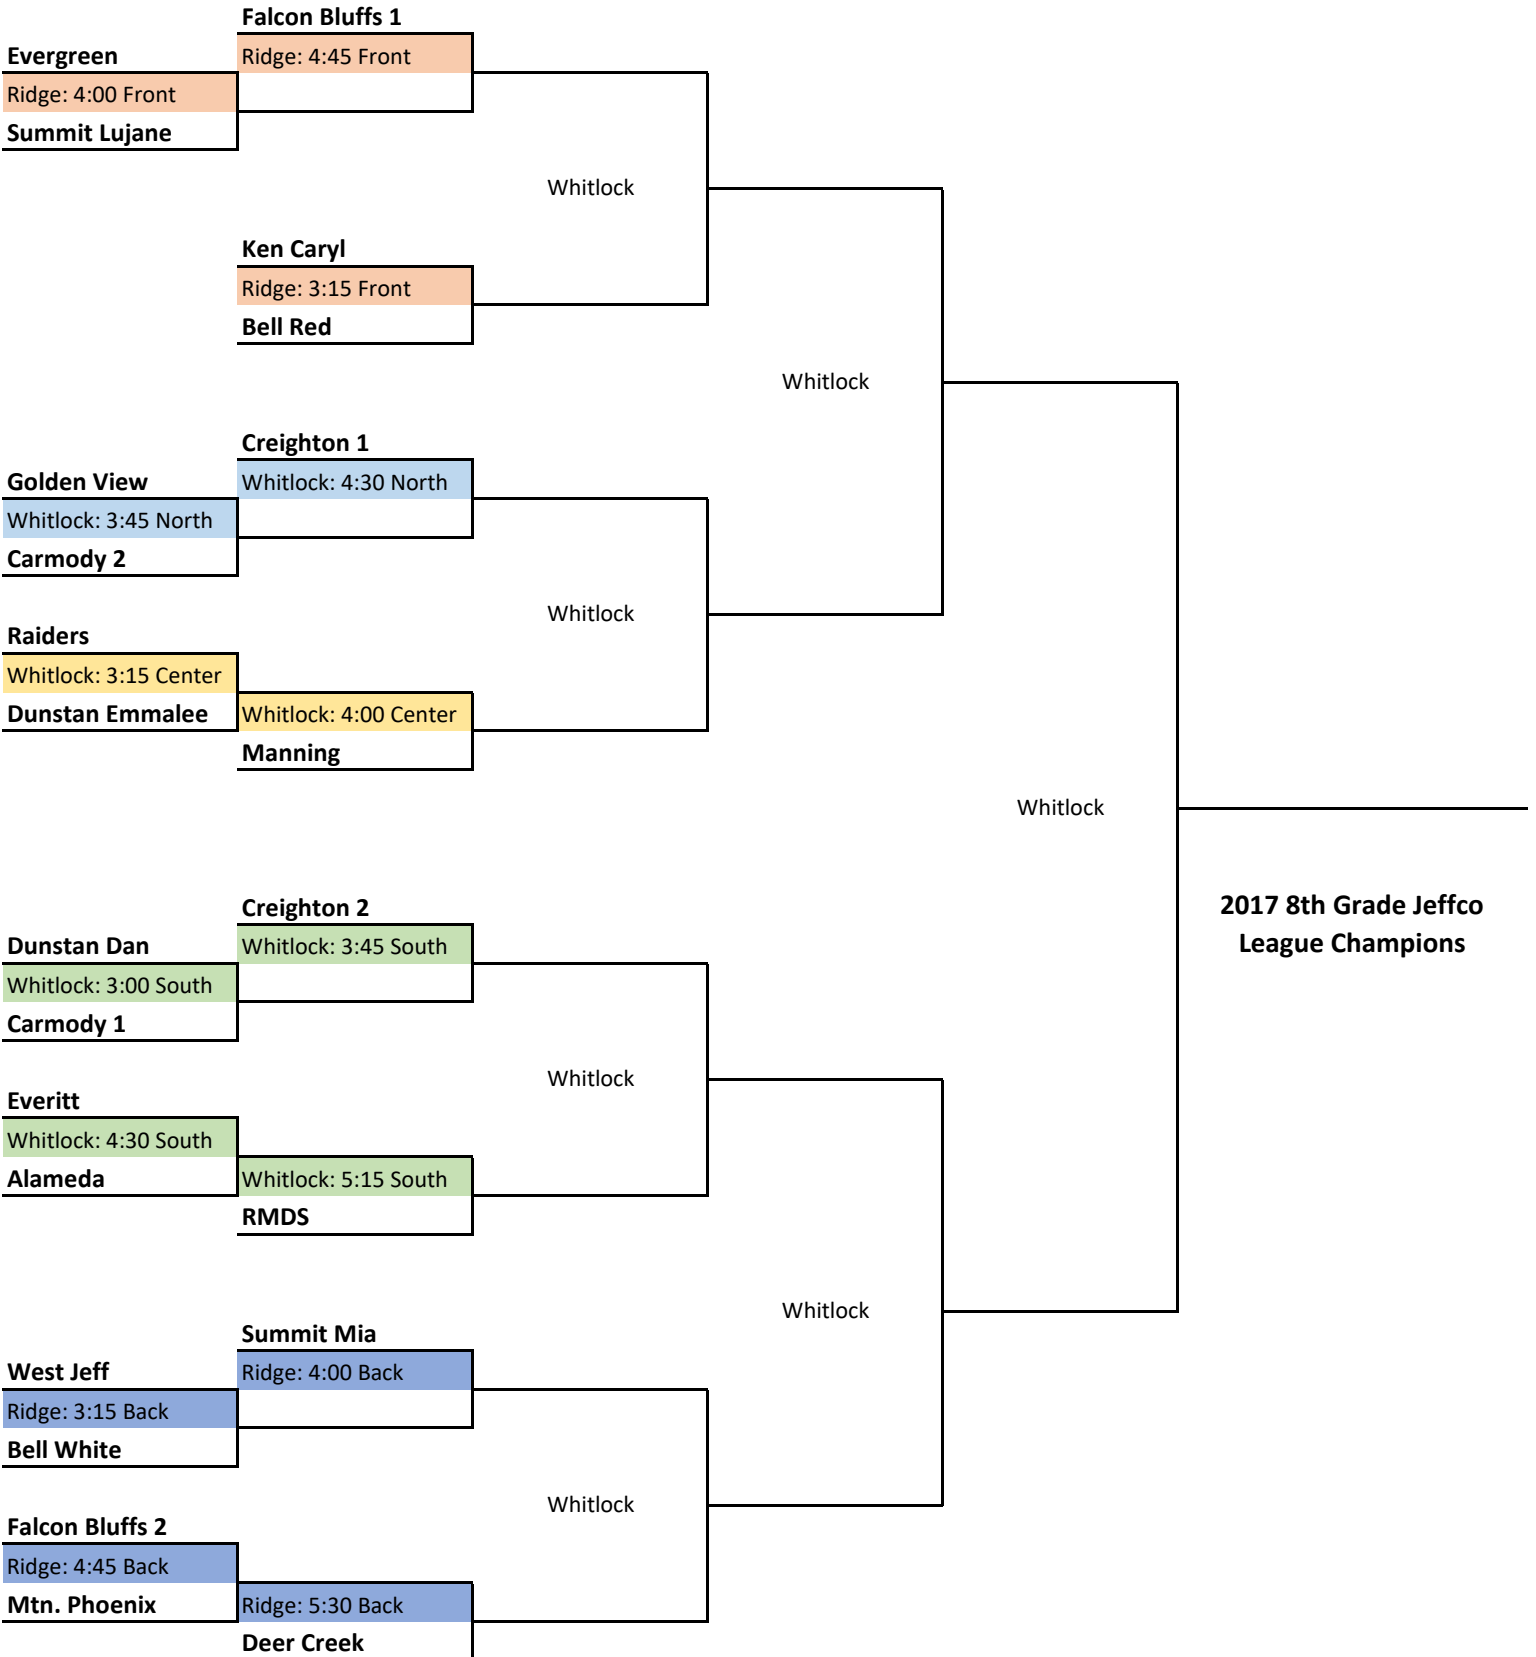 Falcon Bluffs 1
Evergreen
Ridge: 4:45 Front
Ridge: 4:00 Front
Summit Lujane
Whitlock
Ken Caryl
Ridge: 3:15 Front
Bell Red
Whitlock
Creighton 1
Golden View
Whitlock: 4:30 North
Whitlock: 3:45 North
Carmody 2
Whitlock
Raiders
Whitlock: 3:15 Center
Dunstan Emmalee
Whitlock: 4:00 Center
Manning
Whitlock
Creighton 2
2017 8th Grade Jeffco
League Champions
Dunstan Dan
Whitlock: 3:45 South
Whitlock: 3:00 South
Carmody 1
Whitlock
Everitt
Whitlock: 4:30 South
Alameda
Whitlock: 5:15 South
RMDS
Whitlock
Summit Mia
West Jeff
Ridge: 4:00 Back
Ridge: 3:15 Back
Bell White
Whitlock
Falcon Bluffs 2
Ridge: 4:45 Back
Mtn. Phoenix
Ridge: 5:30 Back
Deer Creek